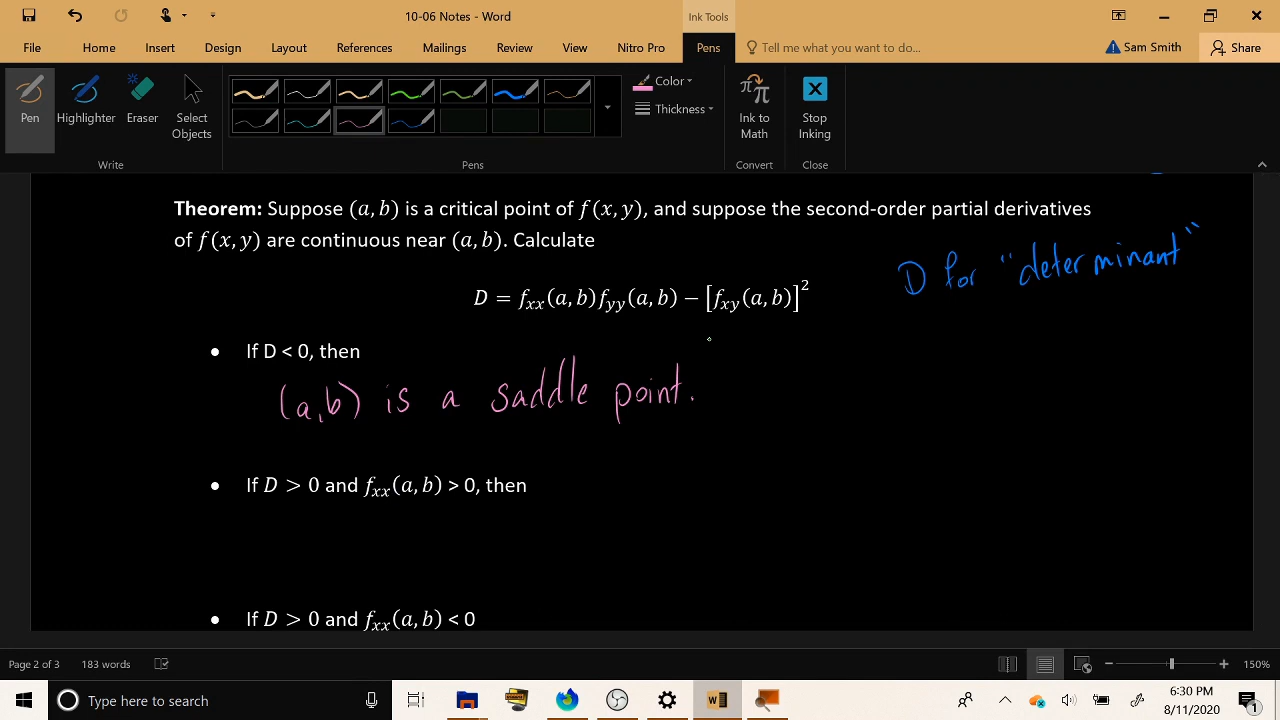 10-06 Notes - Word
Ink Tools
File Home Insert Design Layout References Mailings Review View Nitro Pro Pens Tell me what you want to do... Sam Smith Share
Pen Highlighter Eraser Select Objects
Color
Thickness
Ink to Math
Stop Inking
Write Pens Convert Close
Theorem: Suppose (a, b) is a critical point of f(x, y), and suppose the second-order partial derivatives
of f(x, y) are continuous near (a, b). Calculate
D for "determinant"
D = f_xx(a, b)f_yy(a, b) − [f_xy(a, b)]^2
• If D < 0, then
(a,b) is a saddle point.
• If D > 0 and f_xx(a, b) > 0, then
• If D > 0 and f_xx(a, b) < 0
Page 2 of 3 183 words 150%
Type here to search
6:30 PM
8/11/2020
1